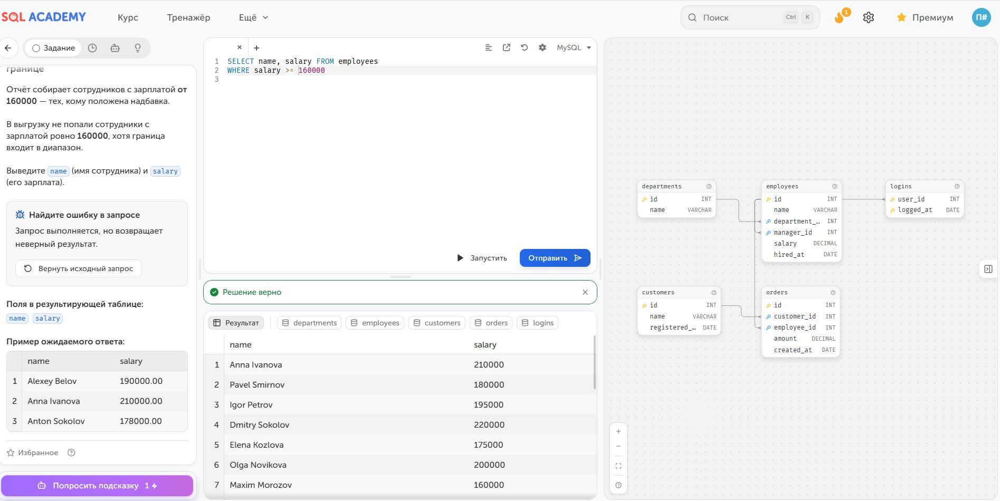 SQL ACADEMY
Курс
Тренажёр
Ещё
Поиск
Ctrl
K
1
Премиум
П#
Задание
границе
Отчёт собирает сотрудников с зарплатой от
160000 — тех, кому положена надбавка.
В выгрузку не попали сотрудники с
зарплатой ровно 160000, хотя граница
входит в диапазон.
Выведите name (имя сотрудника) и salary
(его зарплата).
Найдите ошибку в запросе
Запрос выполняется, но возвращает
неверный результат.
Вернуть исходный запрос
Поля в результирующей таблице:
name salary
Пример ожидаемого ответа:
name salary
1 Alexey Belov 190000.00
2 Anna Ivanova 210000.00
3 Anton Sokolov 178000.00
Избранное
Попросить подсказку 1
MySQL
1 SELECT name, salary FROM employees
2 WHERE salary >= 160000
3
Запустить
Отправить
Решение верно
Результат
departments
employees
customers
orders
logins
name salary
1 Anna Ivanova 210000
2 Pavel Smirnov 180000
3 Igor Petrov 195000
4 Dmitry Sokolov 220000
5 Elena Kozlova 175000
6 Olga Novikova 200000
7 Maxim Morozov 160000
departments
id INT
name VARCHAR
employees
id INT
name VARCHAR
department_… INT
manager_id INT
salary DECIMAL
hired_at DATE
logins
user_id INT
logged_at DATE
customers
id INT
name VARCHAR
registered_… DATE
orders
id INT
customer_id INT
employee_id INT
amount DECIMAL
created_at DATE